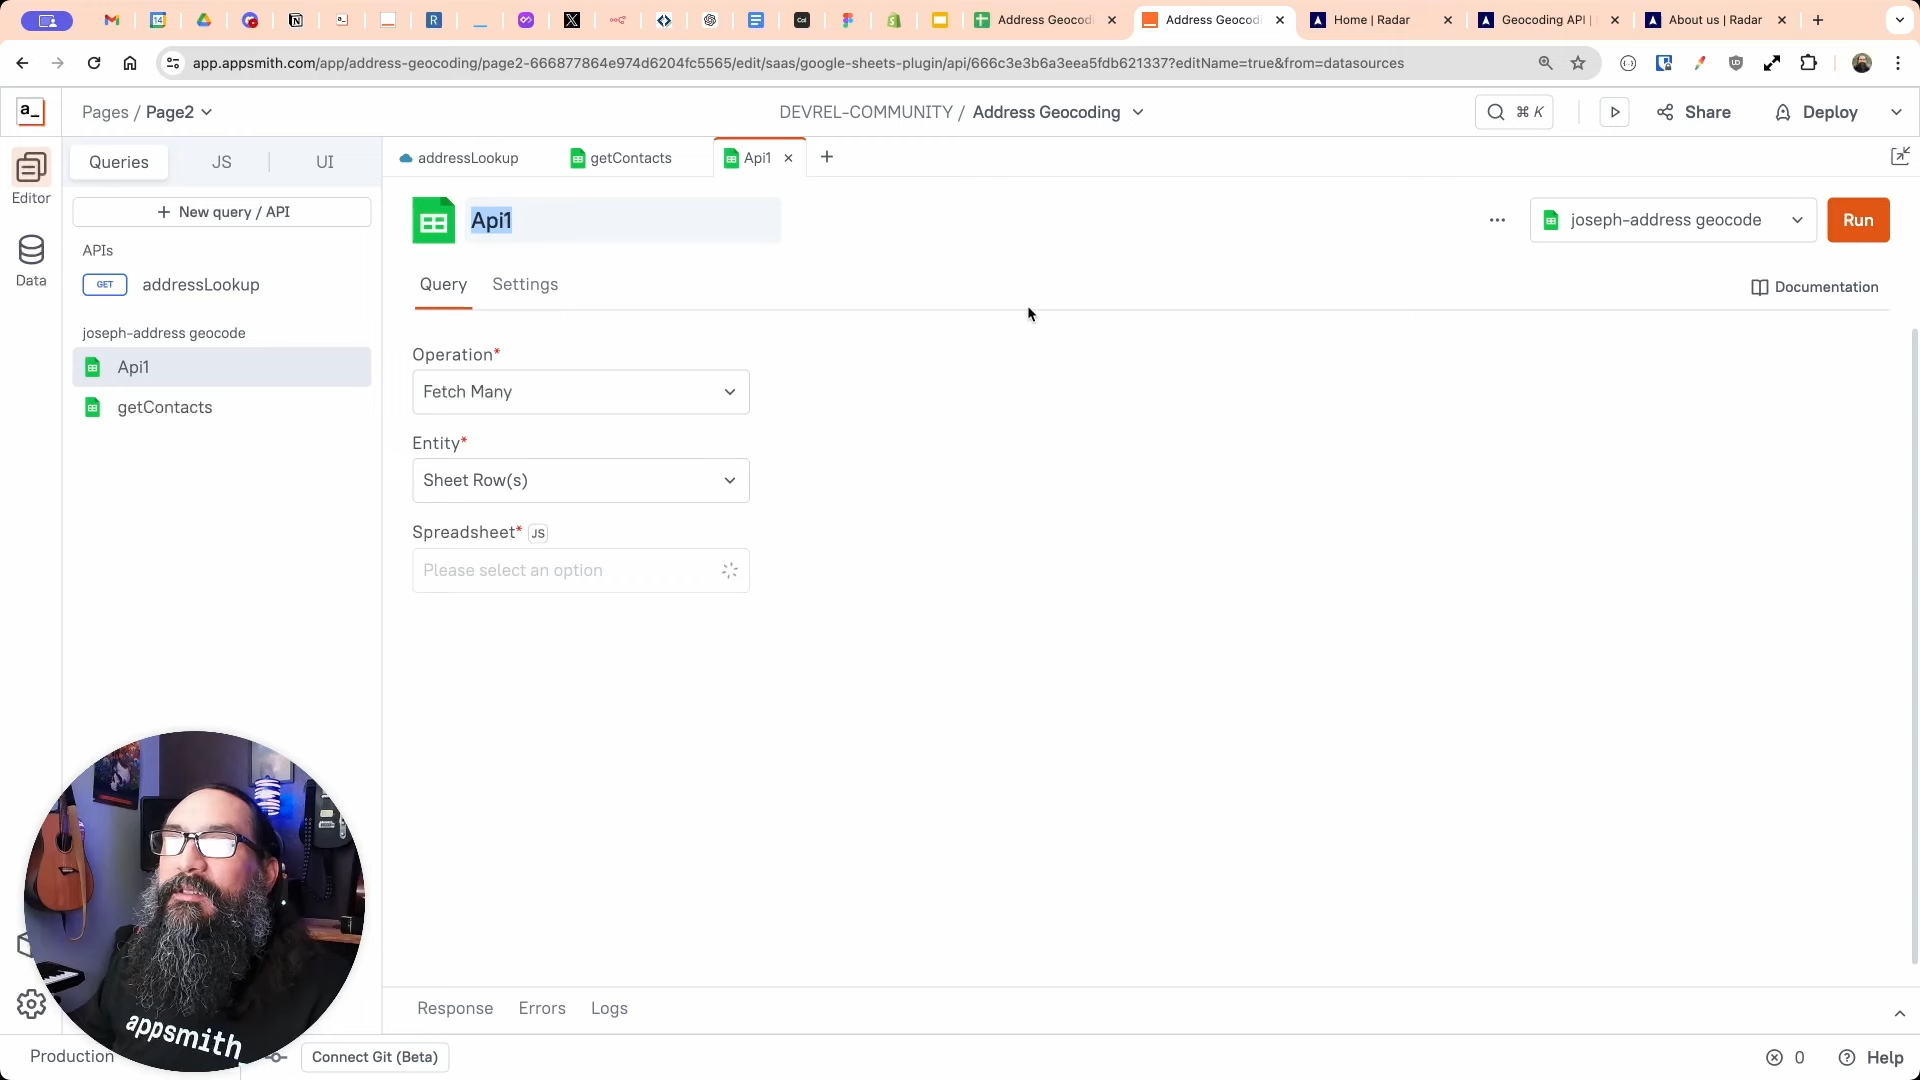 Address Geocodi
Address Geocodi
Home | Radar
Geocoding API |
About us | Radar
app.appsmith.com/app/address-geocoding/page2-666877864e974d6204fc5565/edit/saas/google-sheets-plugin/api/666c3e3b6a3eea5fdb621337?editName=true&from=datasources
a_
Pages / Page2
DEVREL-COMMUNITY / Address Geocoding
⌘ K
Share
Deploy
Editor
Data
Queries
JS
UI
addressLookup
getContacts
Api1
+ New query / API
APIs
GET addressLookup
joseph-address geocode
Api1
getContacts
Api1
joseph-address geocode
Run
Query
Settings
Documentation
Operation*
Fetch Many
Entity*
Sheet Row(s)
Spreadsheet* JS
Please select an option
appsmith
Response
Errors
Logs
Production
Connect Git (Beta)
0
Help